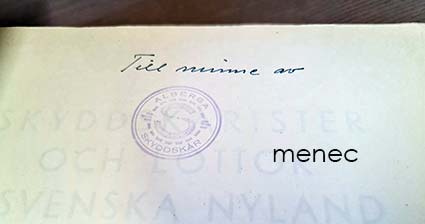 Till minne av
ALBERGA
SKYDDSKÅR
OCH LOTTOR
SVENSKA NYLAND
menec